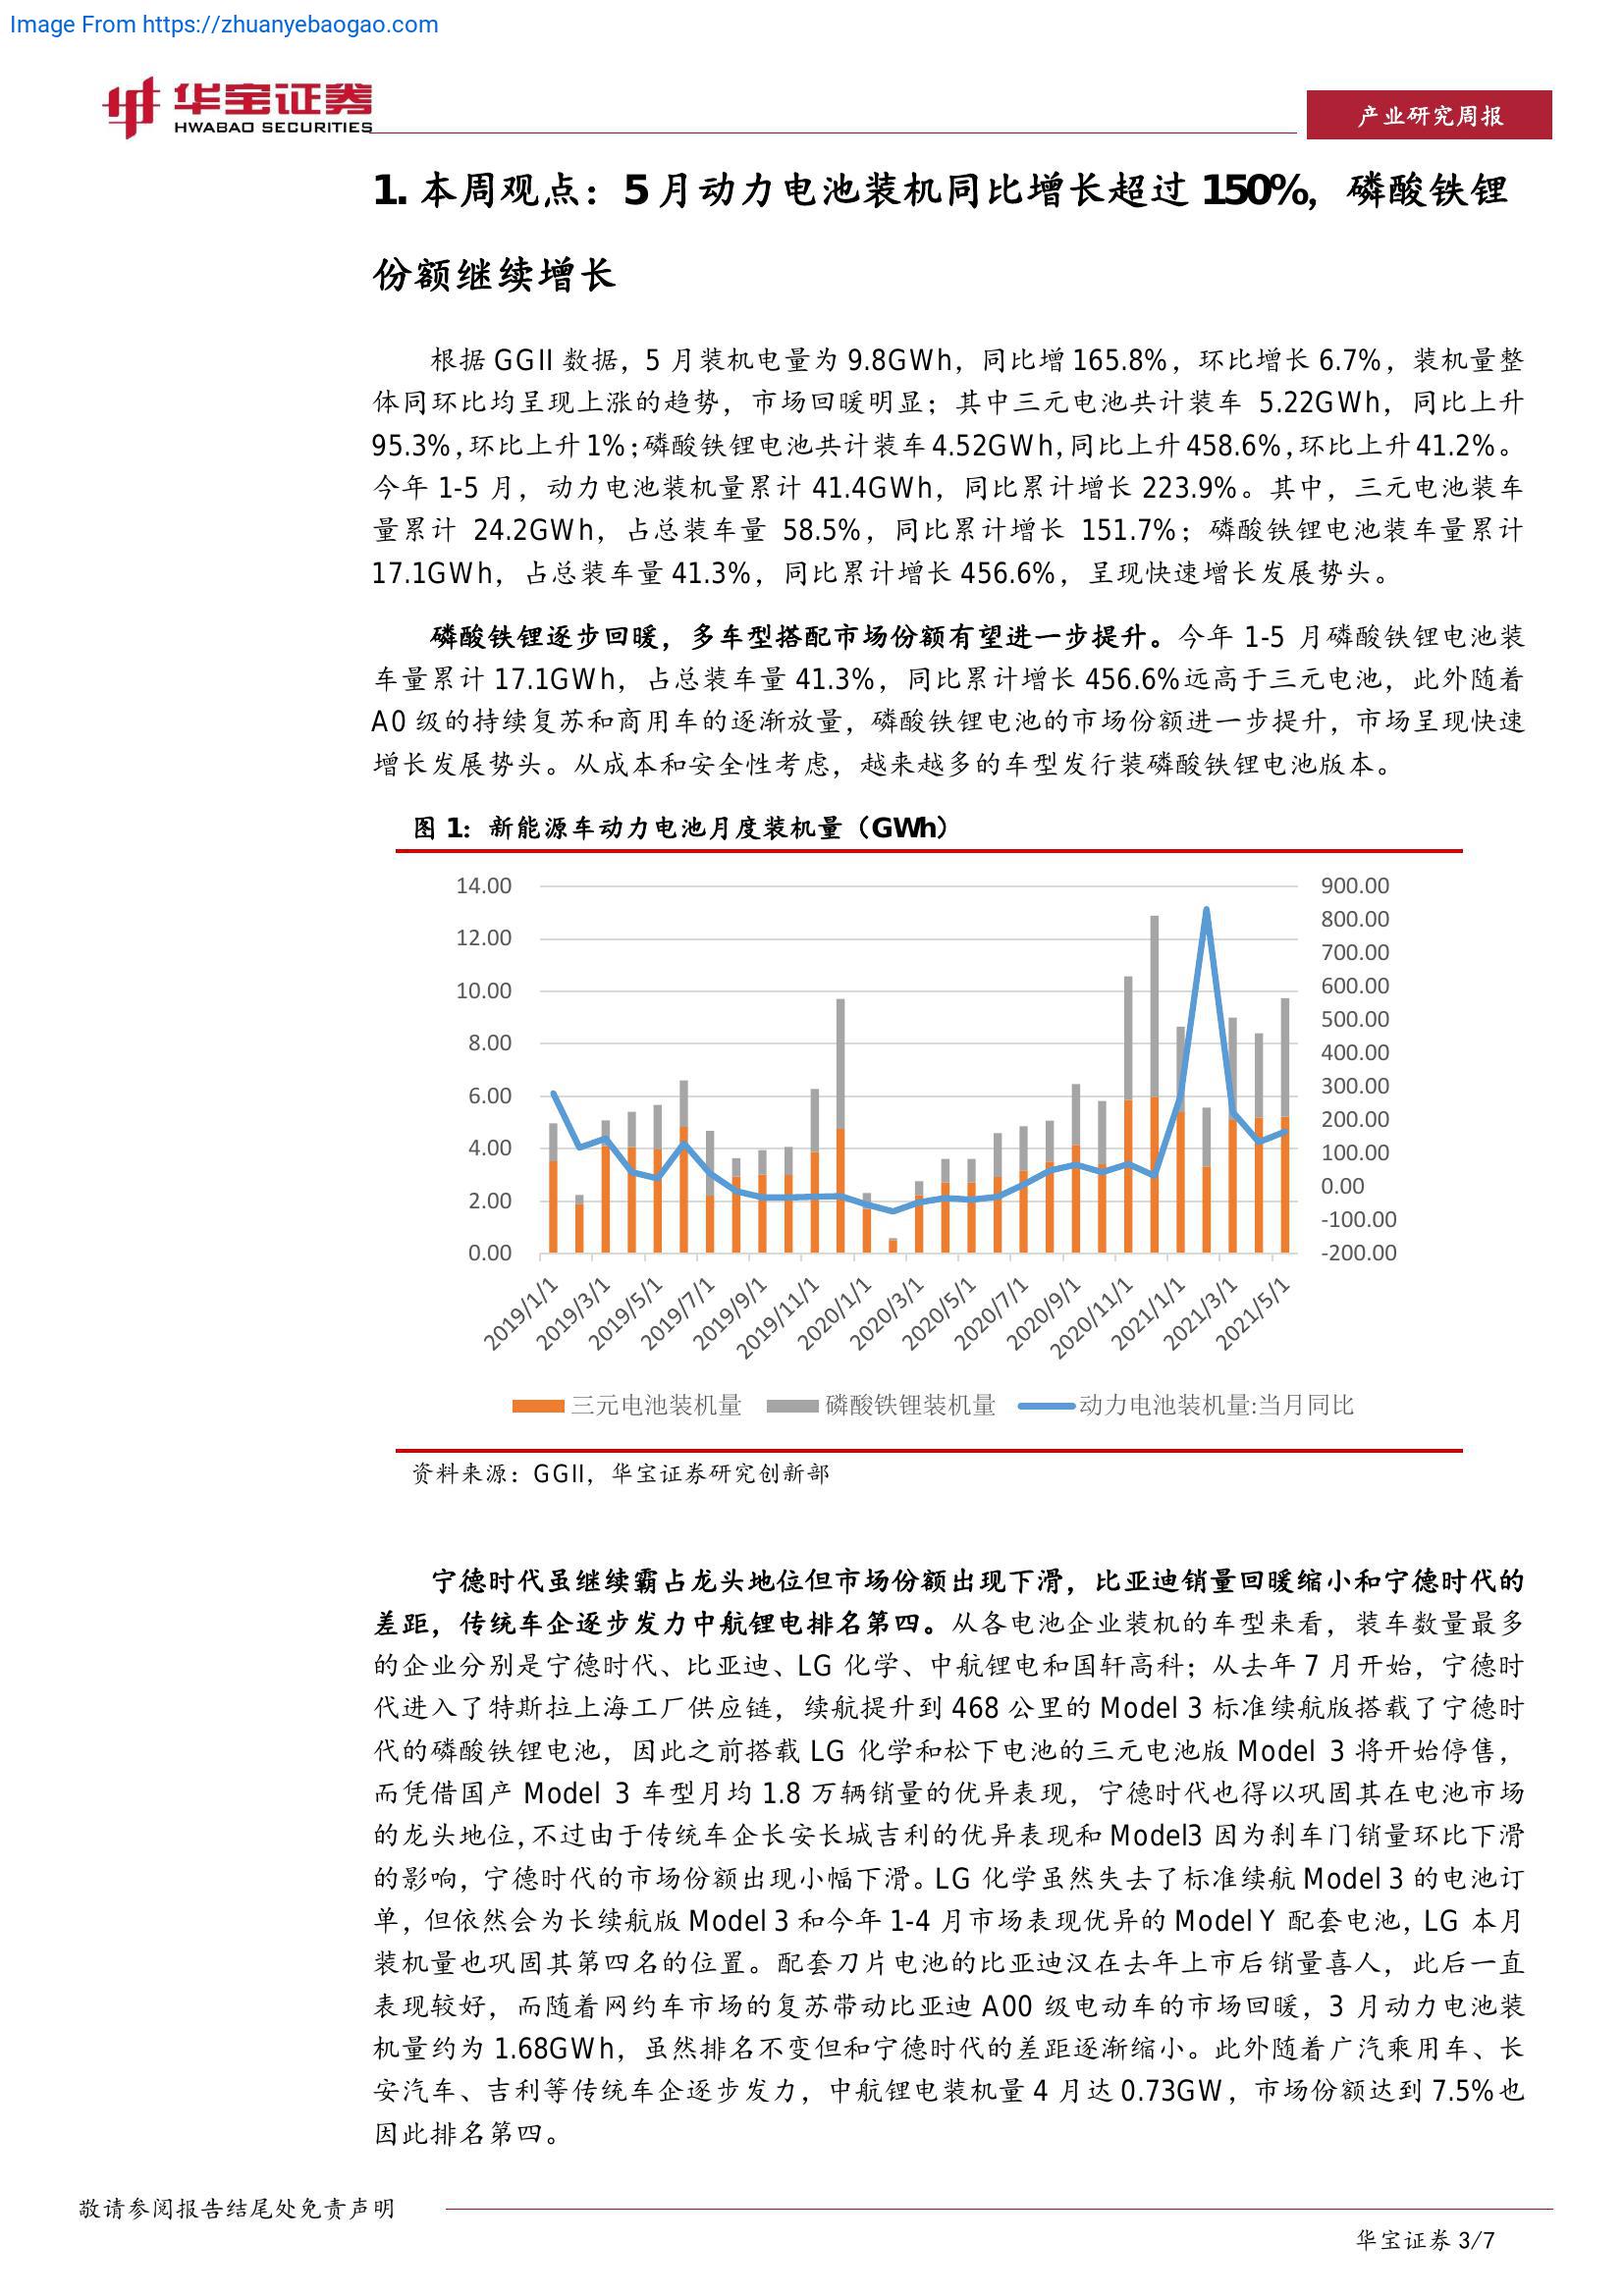 Image From https://zhuanyebaogao.com
华宝证券
HWABAO SECURITIES
产业研究周报
1. 本周观点：5 月动力电池装机同比增长超过 150%，磷酸铁锂
份额继续增长
根据 GGII 数据，5 月装机电量为 9.8GWh，同比增 165.8%，环比增长 6.7%，装机量整
体同环比均呈现上涨的趋势，市场回暖明显；其中三元电池共计装车 5.22GWh，同比上升
95.3%，环比上升 1%；磷酸铁锂电池共计装车 4.52GWh，同比上升 458.6%，环比上升 41.2%。
今年 1-5 月，动力电池装机量累计 41.4GWh，同比累计增长 223.9%。其中，三元电池装车
量累计 24.2GWh，占总装车量 58.5%，同比累计增长 151.7%；磷酸铁锂电池装车量累计
17.1GWh，占总装车量 41.3%，同比累计增长 456.6%，呈现快速增长发展势头。
磷酸铁锂逐步回暖，多车型搭配市场份额有望进一步提升。今年 1-5 月磷酸铁锂电池装
车量累计 17.1GWh，占总装车量 41.3%，同比累计增长 456.6%远高于三元电池，此外随着
A0 级的持续复苏和商用车的逐渐放量，磷酸铁锂电池的市场份额进一步提升，市场呈现快速
增长发展势头。从成本和安全性考虑，越来越多的车型发行装磷酸铁锂电池版本。
图 1：新能源车动力电池月度装机量（GWh）
14.00
12.00
10.00
8.00
6.00
4.00
2.00
0.00
900.00
800.00
700.00
600.00
500.00
400.00
300.00
200.00
100.00
0.00
-100.00
-200.00
2019/1/1
2019/3/1
2019/5/1
2019/7/1
2019/9/1
2019/11/1
2020/1/1
2020/3/1
2020/5/1
2020/7/1
2020/9/1
2020/11/1
2021/1/1
2021/3/1
2021/5/1
三元电池装机量 磷酸铁锂装机量 动力电池装机量:当月同比
资料来源：GGII，华宝证券研究创新部
宁德时代虽继续霸占龙头地位但市场份额出现下滑，比亚迪销量回暖缩小和宁德时代的
差距，传统车企逐步发力中航锂电排名第四。从各电池企业装机的车型来看，装车数量最多
的企业分别是宁德时代、比亚迪、LG 化学、中航锂电和国轩高科；从去年 7 月开始，宁德时
代进入了特斯拉上海工厂供应链，续航提升到 468 公里的 Model 3 标准续航版搭载了宁德时
代的磷酸铁锂电池，因此之前搭载 LG 化学和松下电池的三元电池版 Model 3 将开始停售，
而凭借国产 Model 3 车型月均 1.8 万辆销量的优异表现，宁德时代也得以巩固其在电池市场
的龙头地位，不过由于传统车企长安长城吉利的优异表现和 Model3 因为刹车门销量环比下滑
的影响，宁德时代的市场份额出现小幅下滑。LG 化学虽然失去了标准续航 Model 3 的电池订
单，但依然会为长续航版 Model 3 和今年 1-4 月市场表现优异的 Model Y 配套电池，LG 本月
装机量也巩固其第四名的位置。配套刀片电池的比亚迪汉在去年上市后销量喜人，此后一直
表现较好，而随着网约车市场的复苏带动比亚迪 A00 级电动车的市场回暖，3 月动力电池装
机量约为 1.68GWh，虽然排名不变但和宁德时代的差距逐渐缩小。此外随着广汽乘用车、长
安汽车、吉利等传统车企逐步发力，中航锂电装机量 4 月达 0.73GW，市场份额达到 7.5%也
因此排名第四。
敬请参阅报告结尾处免责声明
华宝证券 3/7